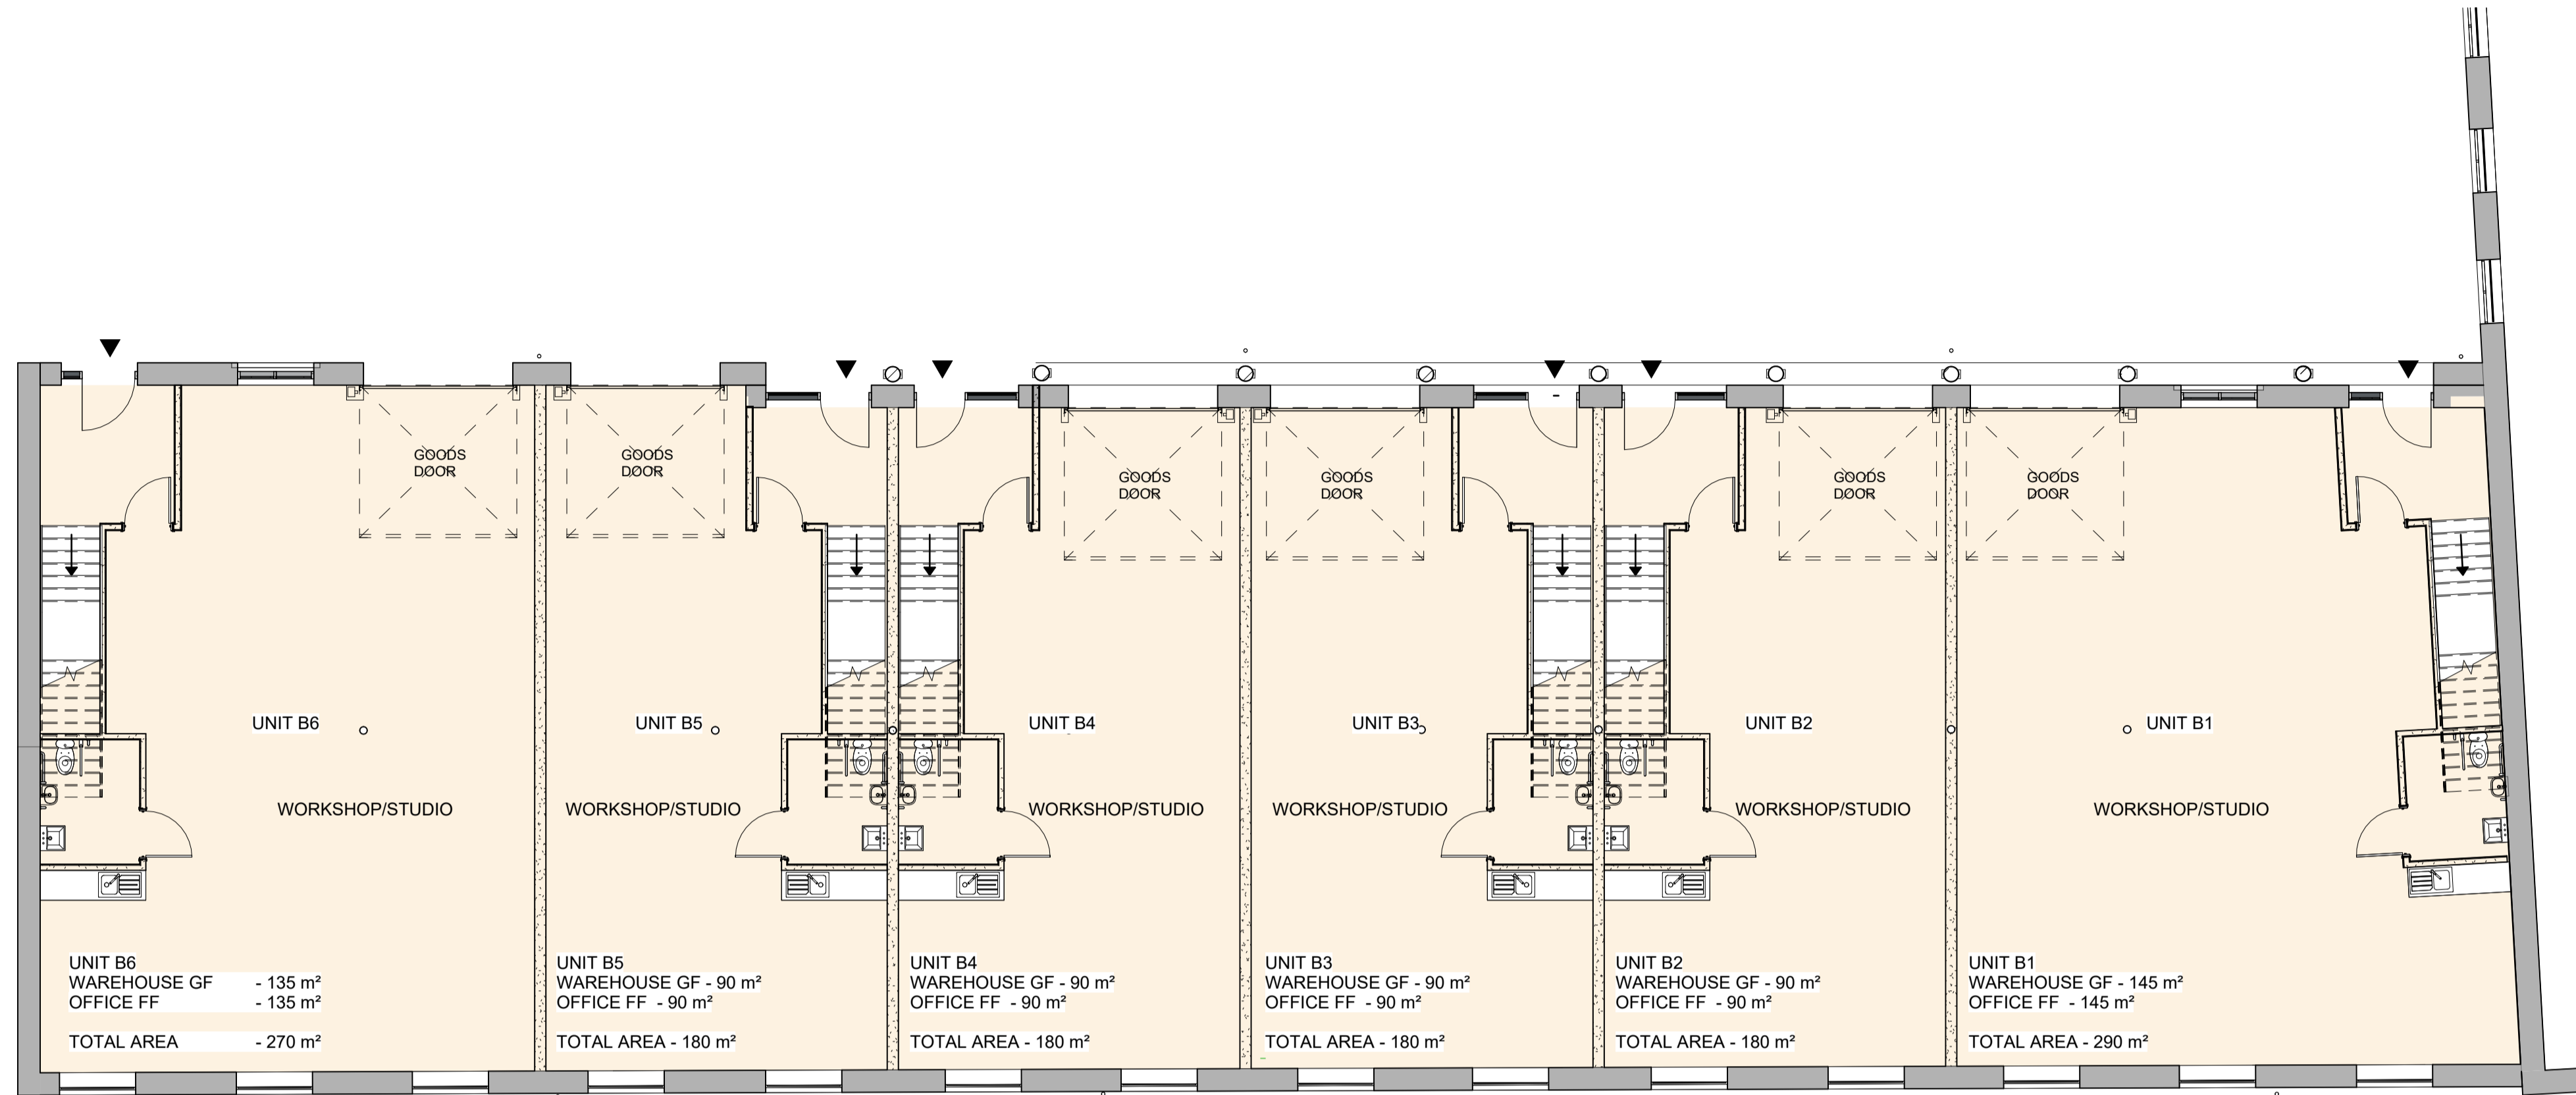 GOODS
DOOR
GOODS
DOOR
GOODS
DOOR
GOODS
DOOR
GOODS
DOOR
GOODS
DOOR
UNIT B6
UNIT B5
UNIT B4
UNIT B3
UNIT B2
UNIT B1
WORKSHOP/STUDIO
WORKSHOP/STUDIO
WORKSHOP/STUDIO
WORKSHOP/STUDIO
WORKSHOP/STUDIO
WORKSHOP/STUDIO
UNIT B6
WAREHOUSE GF - 135 m²
OFFICE FF - 135 m²
TOTAL AREA - 270 m²
UNIT B5
WAREHOUSE GF - 90 m²
OFFICE FF - 90 m²
TOTAL AREA - 180 m²
UNIT B4
WAREHOUSE GF - 90 m²
OFFICE FF - 90 m²
TOTAL AREA - 180 m²
UNIT B3
WAREHOUSE GF - 90 m²
OFFICE FF - 90 m²
TOTAL AREA - 180 m²
UNIT B2
WAREHOUSE GF - 90 m²
OFFICE FF - 90 m²
TOTAL AREA - 180 m²
UNIT B1
WAREHOUSE GF - 145 m²
OFFICE FF - 145 m²
TOTAL AREA - 290 m²